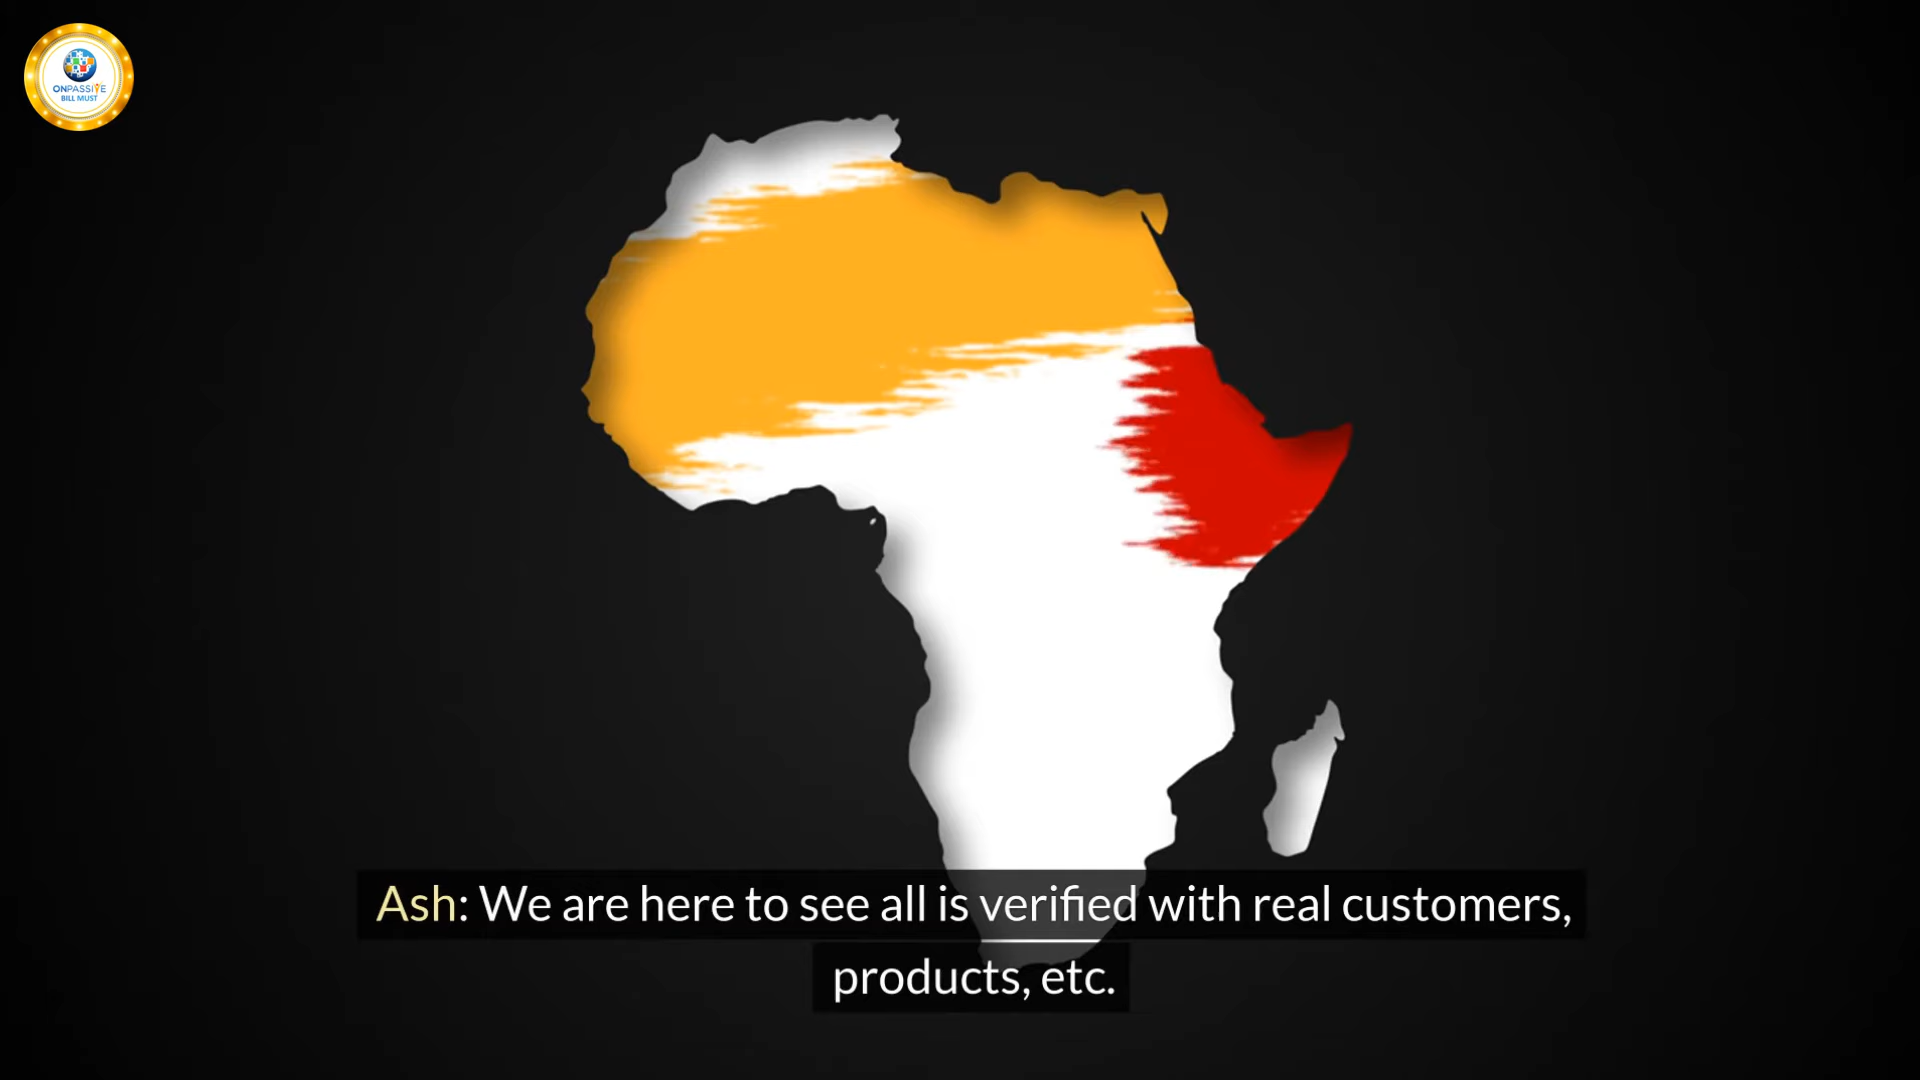 ONPASSIVE
BILL MUST
Ash: We are here to see all is verified with real customers,
products, etc.